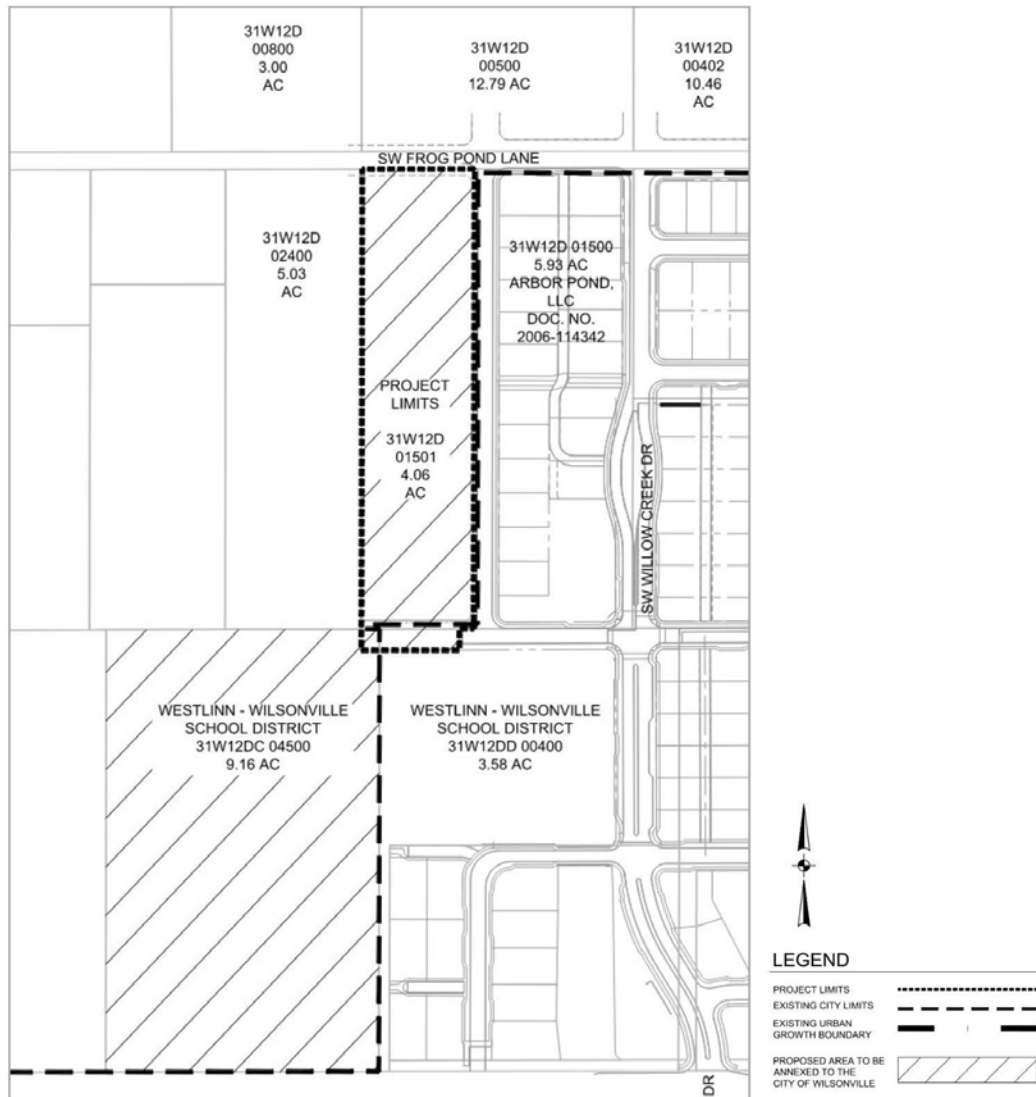 31W12D
00800
3.00
AC
31W12D
00500
12.79 AC
31W12D
00402
10.46
AC
SW FROG POND LANE
31W12D
02400
5.03
AC
31W12D 01500
5.93 AC
ARBOR POND,
LLC
DOC. NO.
2006-114342
PROJECT
LIMITS
31W12D
01501
4.06
AC
SW WILLOW CREEK DR
WESTLINN - WILSONVILLE
SCHOOL DISTRICT
31W12DC 04500
9.16 AC
WESTLINN - WILSONVILLE
SCHOOL DISTRICT
31W12DD 00400
3.58 AC
DR
LEGEND
PROJECT LIMITS
EXISTING CITY LIMITS
EXISTING URBAN
GROWTH BOUNDARY
PROPOSED AREA TO BE
ANNEXED TO THE
CITY OF WILSONVILLE